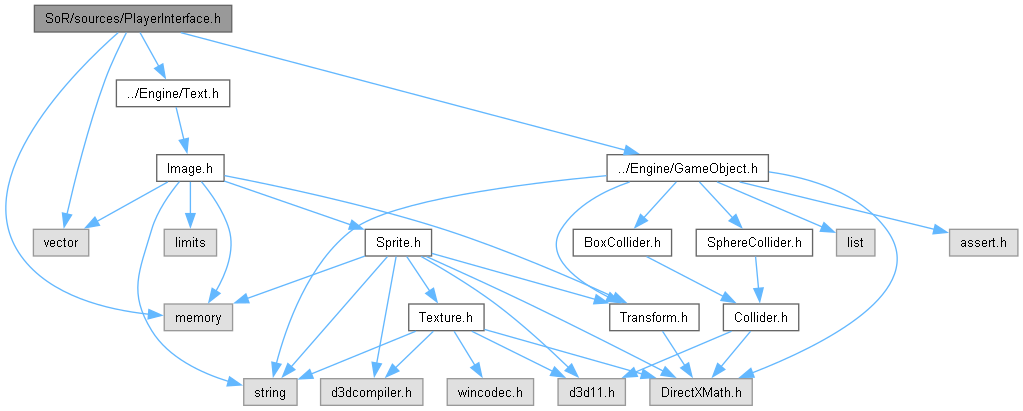 SoR/sources/PlayerInterface.h
../Engine/Text.h
Image.h
../Engine/GameObject.h
vector
limits
Sprite.h
BoxCollider.h
SphereCollider.h
list
assert.h
memory
Texture.h
Transform.h
Collider.h
string
d3dcompiler.h
wincodec.h
d3d11.h
DirectXMath.h